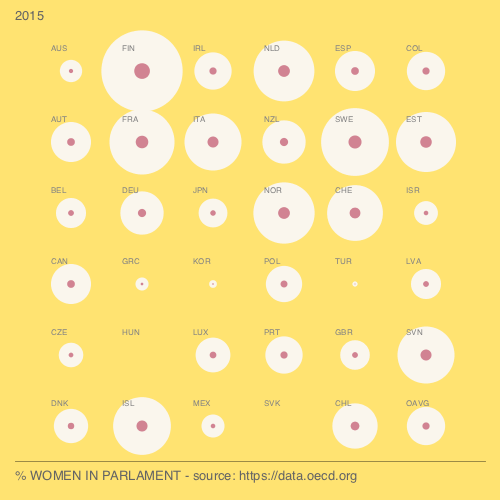 2015
AUS FIN IRL NLD ESP COL
AUT FRA ITA NZL SWE EST
BEL DEU JPN NOR CHE ISR
CAN GRC KOR POL TUR LVA
CZE HUN LUX PRT GBR SVN
DNK ISL MEX SVK CHL OAVG
% WOMEN IN PARLAMENT - source: https://data.oecd.org